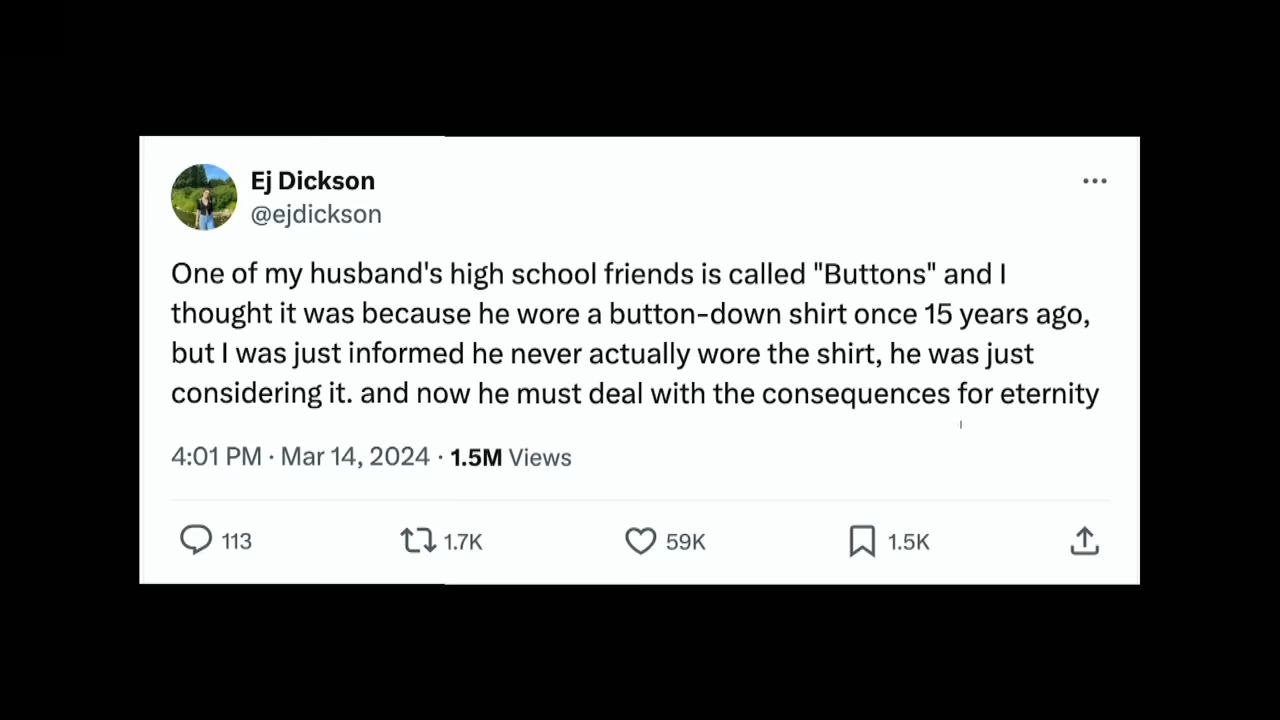 Ej Dickson
@ejdickson
One of my husband's high school friends is called "Buttons" and I
thought it was because he wore a button-down shirt once 15 years ago,
but I was just informed he never actually wore the shirt, he was just
considering it. and now he must deal with the consequences for eternity
4:01 PM · Mar 14, 2024 · 1.5M Views
113 1.7K 59K 1.5K